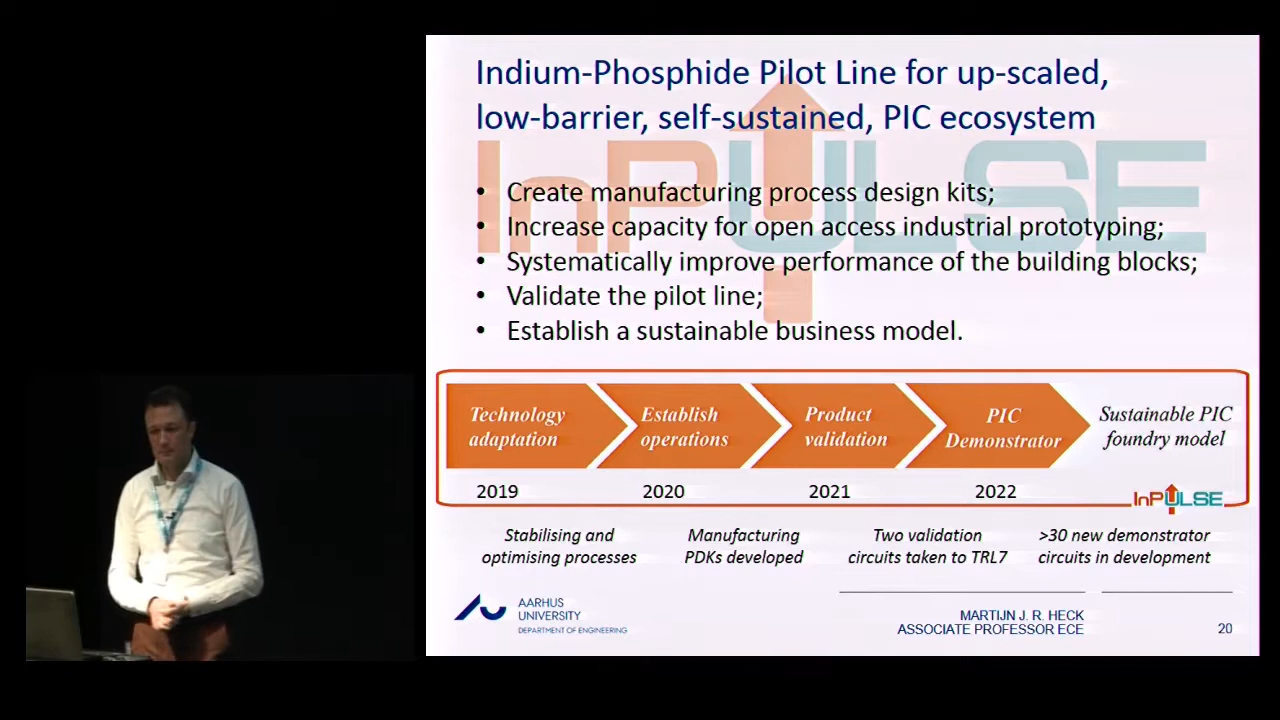 Indium-Phosphide Pilot Line for up-scaled,
low-barrier, self-sustained, PIC ecosystem
InPULSE
• Create manufacturing process design kits;
• Increase capacity for open access industrial prototyping;
• Systematically improve performance of the building blocks;
• Validate the pilot line;
• Establish a sustainable business model.
Technology
adaptation
Establish
operations
Product
validation
PIC
Demonstrator
Sustainable PIC
foundry model
2019
2020
2021
2022
InPULSE
Stabilising and
optimising processes
Manufacturing
PDKs developed
Two validation
circuits taken to TRL7
>30 new demonstrator
circuits in development
AARHUS
UNIVERSITY
DEPARTMENT OF ENGINEERING
MARTIJN J. R. HECK
ASSOCIATE PROFESSOR ECE
20